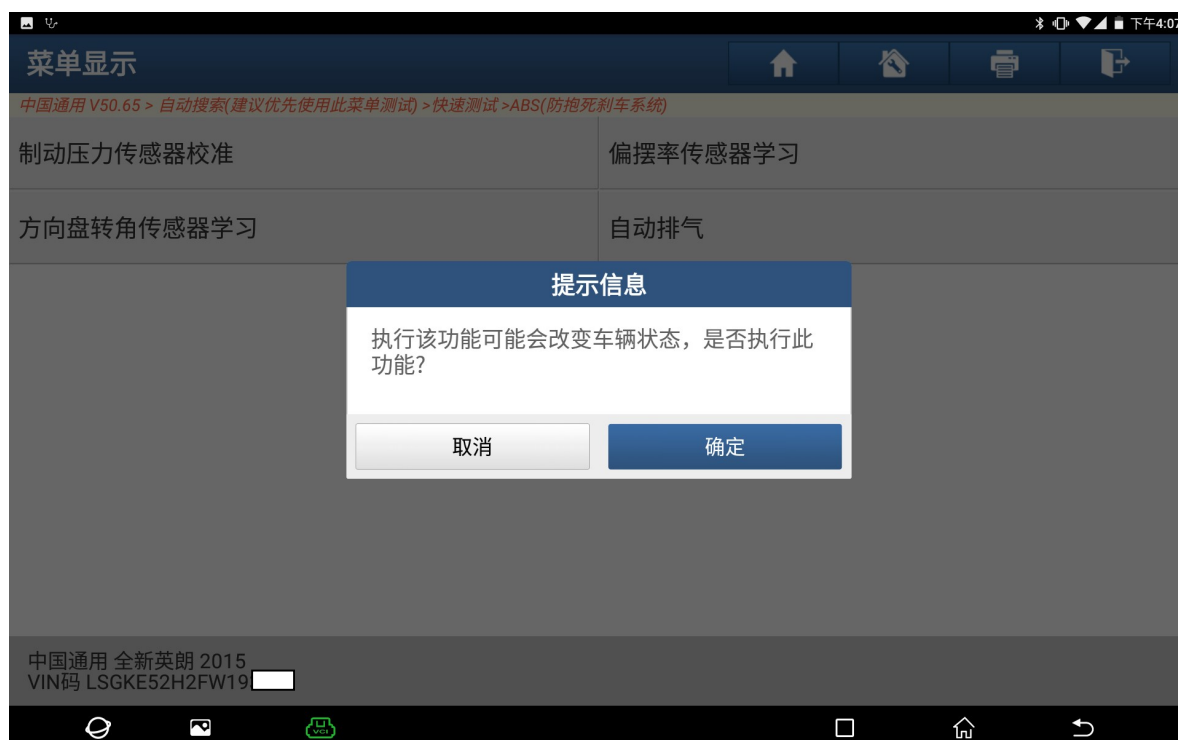 下午4:07
菜单显示
中国通用 V50.65 > 自动搜索(建议优先使用此菜单测试) >快速测试 >ABS(防抱死刹车系统)
制动压力传感器校准
偏摆率传感器学习
方向盘转角传感器学习
自动排气
提示信息
执行该功能可能会改变车辆状态，是否执行此
功能?
取消
确定
中国通用 全新英朗 2015
VIN码 LSGKE52H2FW19
VCI